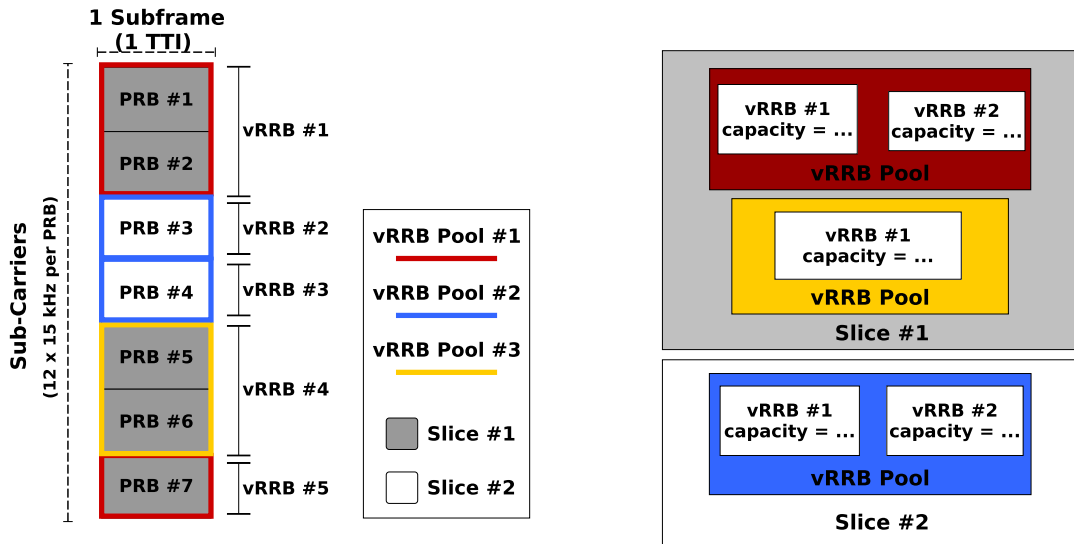 1 Subframe
(1 TTI)
Sub-Carriers
(12 x 15 kHz per PRB)
PRB #1
PRB #2
PRB #3
PRB #4
PRB #5
PRB #6
PRB #7
vRRB #1
vRRB #2
vRRB #3
vRRB #4
vRRB #5
vRRB Pool #1
vRRB Pool #2
vRRB Pool #3
Slice #1
Slice #2
vRRB #1
capacity = ...
vRRB #2
capacity = ...
vRRB Pool
vRRB #1
capacity = ...
vRRB Pool
Slice #1
vRRB #1
capacity = ...
vRRB #2
capacity = ...
vRRB Pool
Slice #2